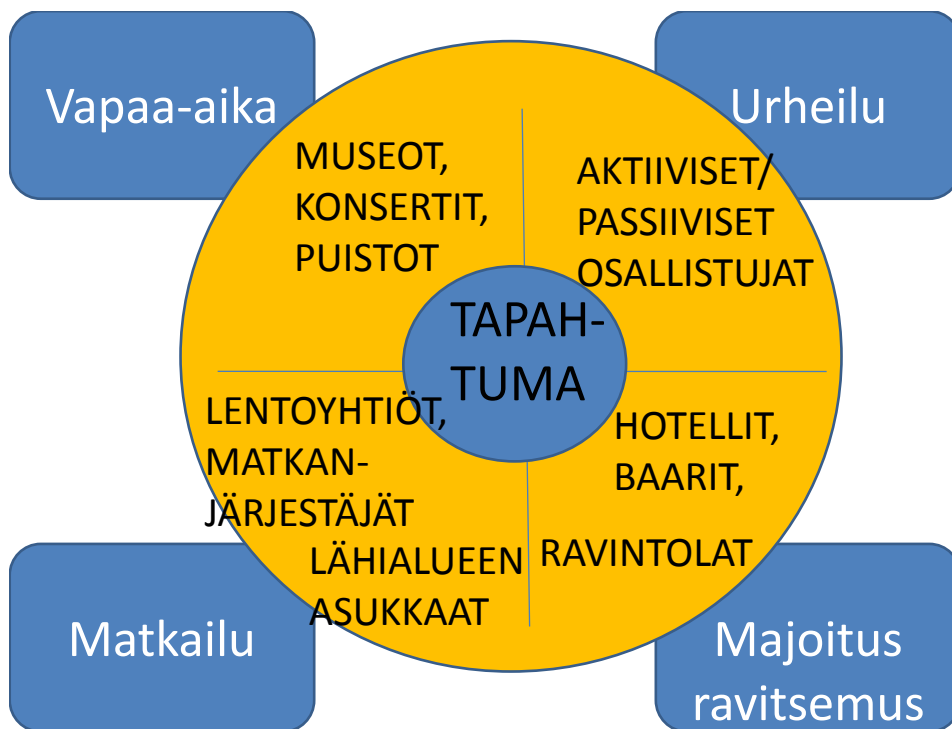 Vapaa-aika
Urheilu
MUSEOT,
KONSERTIT,
PUISTOT
AKTIIVISET/
PASSIIVISET
OSALLISTUJAT
TAPAH-
TUMA
LENTOYHTIÖT,
MATKAN-
JÄRJESTÄJÄT
LÄHIALUEEN
ASUKKAAT
HOTELLIT,
BAARIT,
RAVINTOLAT
Matkailu
Majoitus
ravitsemus